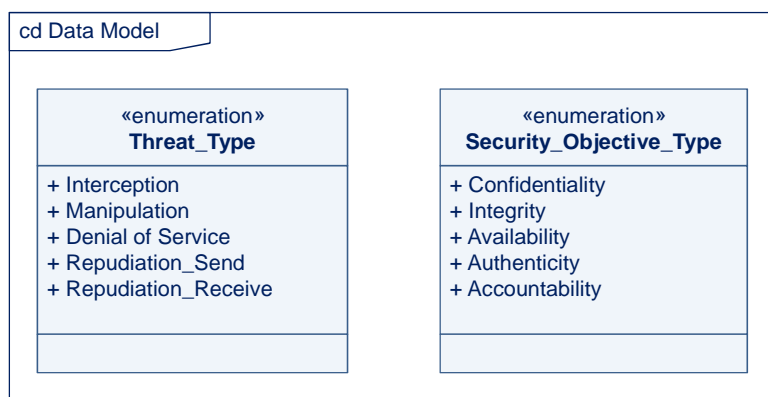 cd Data Model
«enumeration»
Threat_Type
+ Interception
+ Manipulation
+ Denial of Service
+ Repudiation_Send
+ Repudiation_Receive
«enumeration»
Security_Objective_Type
+ Confidentiality
+ Integrity
+ Availability
+ Authenticity
+ Accountability